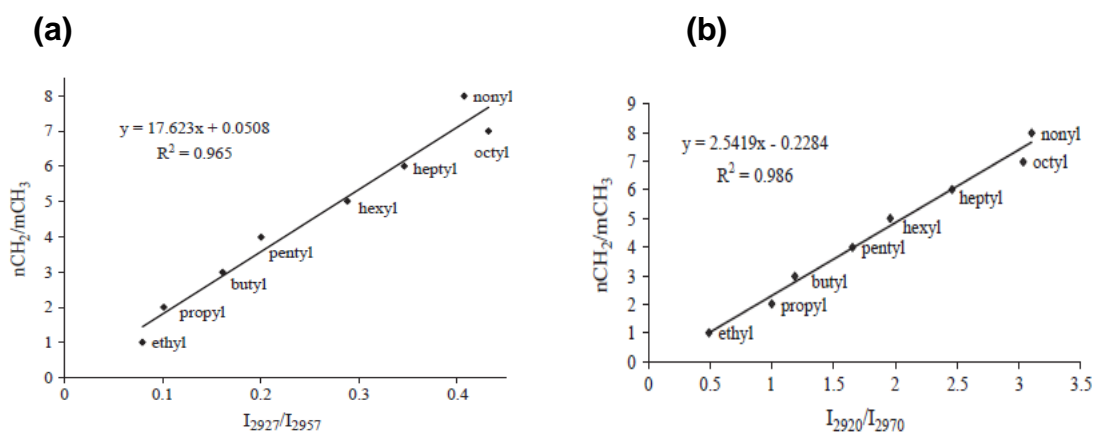 (a)
nCH₂/mCH₃
8
7
6
5
4
3
2
1
0
y = 17.623x + 0.0508
R² = 0.965
nonyl
octyl
heptyl
hexyl
pentyl
butyl
propyl
ethyl
0 0.1 0.2 0.3 0.4
I₂₉₂₇/I₂₉₅₇
(b)
nCH₂/mCH₃
9
8
7
6
5
4
3
2
1
0
y = 2.5419x - 0.2284
R² = 0.986
nonyl
octyl
heptyl
hexyl
pentyl
butyl
propyl
ethyl
0 0.5 1 1.5 2 2.5 3 3.5
I₂₉₂₀/I₂₉₇₀